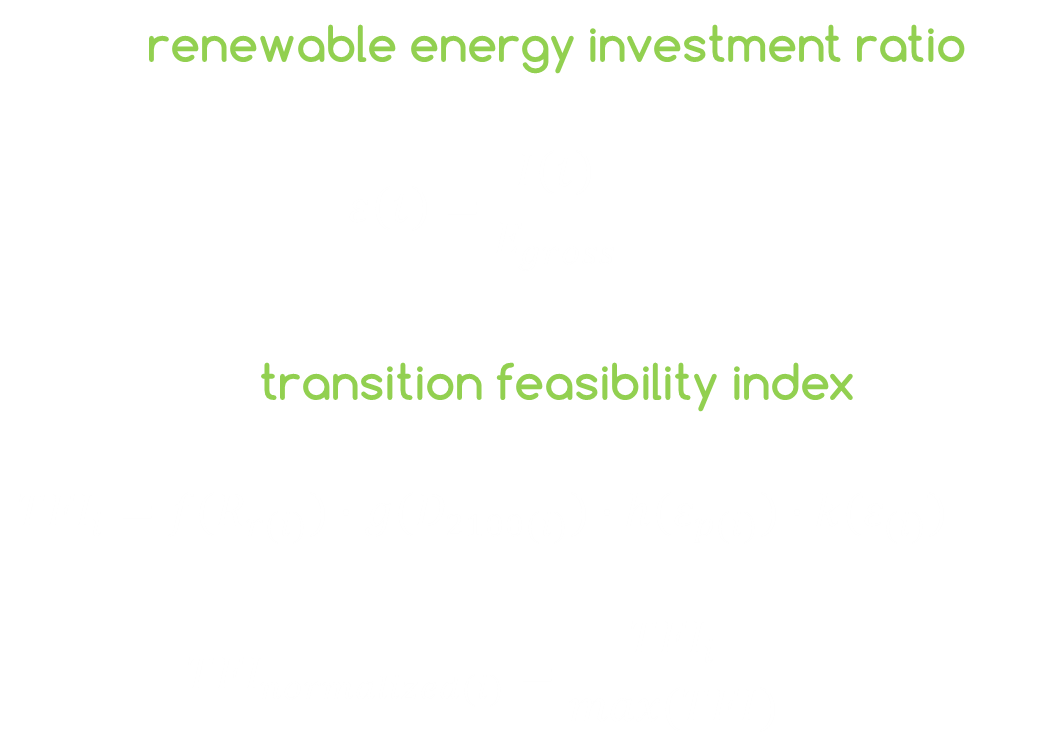 renewable energy investment ratio
transition feasibility index